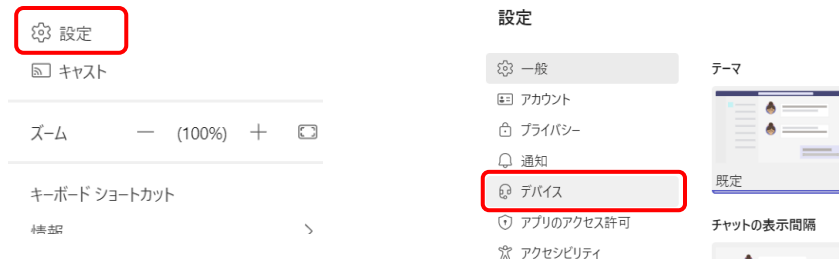 設定
キャスト
ズーム (100%)
キーボード ショートカット
情報
設定
一般
アカウント
プライバシー
通知
デバイス
アプリのアクセス許可
アクセシビリティ
テーマ
既定
チャットの表示間隔